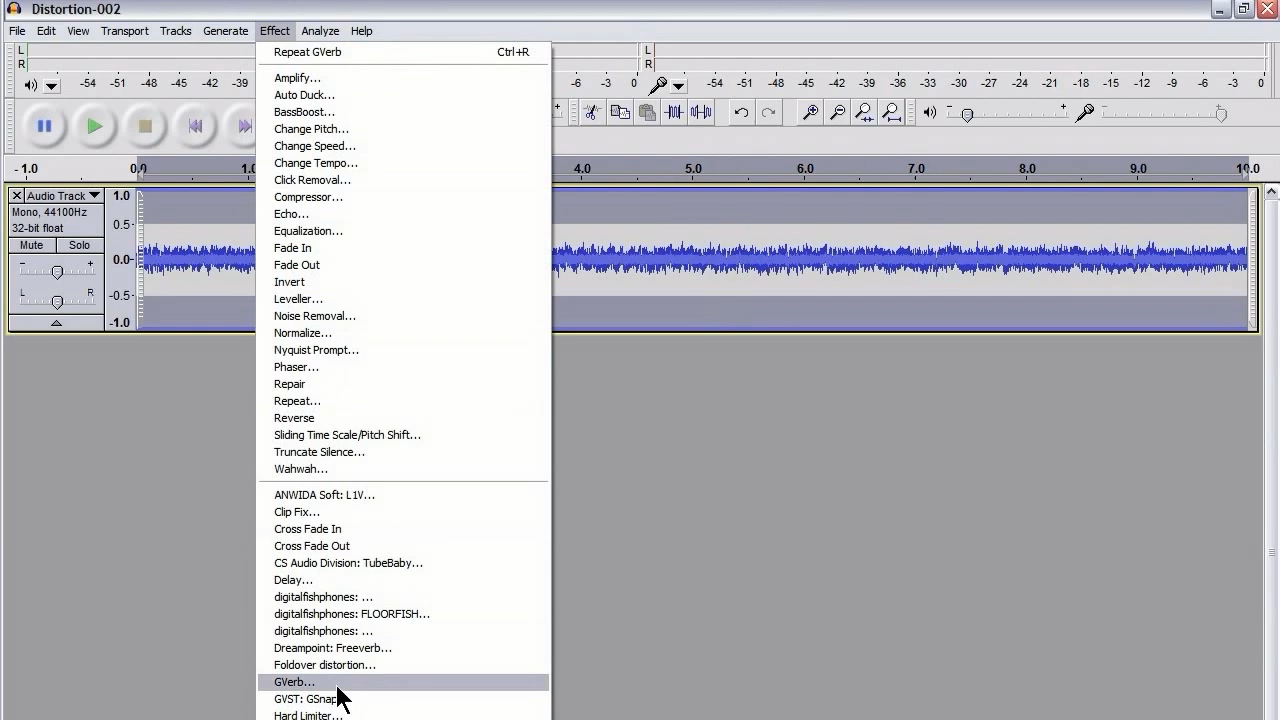 Distortion-002
File Edit View Transport Tracks Generate Effect Analyze Help
L
R
-54 -51 -48 -45 -42 -39
-6 -3 0
L
R
-54 -51 -48 -45 -42 -39 -36 -33 -30 -27 -24 -21 -18 -15 -12 -9 -6 -3 0
- +
- +
- 1.0 0.0 1.0 4.0 5.0 6.0 7.0 8.0 9.0 10.0
Audio Track
Mono, 44100Hz
32-bit float
Mute Solo
- +
L R
1.0
0.5
0.0
-0.5
-1.0
Repeat GVerb Ctrl+R
Amplify...
Auto Duck...
BassBoost...
Change Pitch...
Change Speed...
Change Tempo...
Click Removal...
Compressor...
Echo...
Equalization...
Fade In
Fade Out
Invert
Leveller...
Noise Removal...
Normalize...
Nyquist Prompt...
Phaser...
Repair
Repeat...
Reverse
Sliding Time Scale/Pitch Shift...
Truncate Silence...
Wahwah...
ANWIDA Soft: L1V...
Clip Fix...
Cross Fade In
Cross Fade Out
CS Audio Division: TubeBaby...
Delay...
digitalfishphones: ...
digitalfishphones: FLOORFISH...
digitalfishphones: ...
Dreampoint: Freeverb...
Foldover distortion...
GVerb...
GVST: GSnap
Hard Limiter...